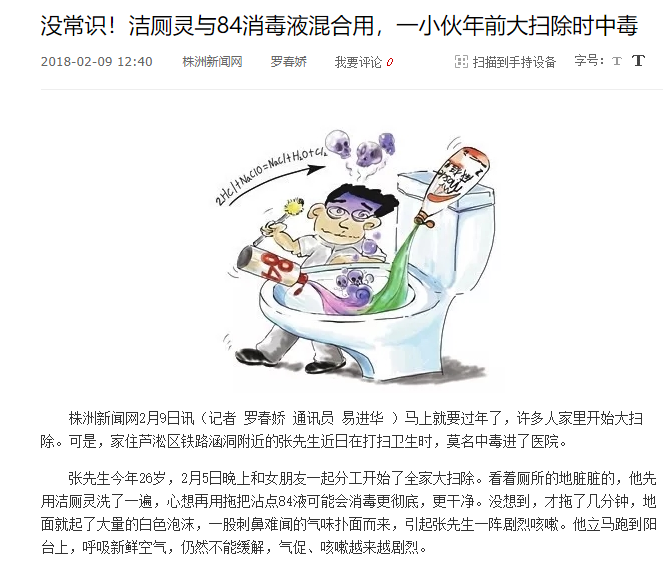 没常识！洁厕灵与84消毒液混合用，一小伙年前大扫除时中毒
2018-02-09 12:40 株洲新闻网 罗春娇 我要评论 0 扫描到手持设备 字号： T T
2HCl+NaClO=NaCl+H2O+Cl2
84
株洲新闻网2月9日讯（记者 罗春娇 通讯员 易进华 ）马上就要过年了，许多人家里开始大扫
除。可是，家住芦淞区铁路涵洞附近的张先生近日在打扫卫生时，莫名中毒进了医院。
张先生今年26岁，2月5日晚上和女朋友一起分工开始了全家大扫除。看着厕所的地脏脏的，他先
用洁厕灵洗了一遍，心想再用拖把沾点84液可能会消毒更彻底，更干净。没想到，才拖了几分钟，地
面就起了大量的白色泡沫，一股刺鼻难闻的气味扑面而来，引起张先生一阵剧烈咳嗽。他立马跑到阳
台上，呼吸新鲜空气，仍然不能缓解，气促、咳嗽越来越剧烈。